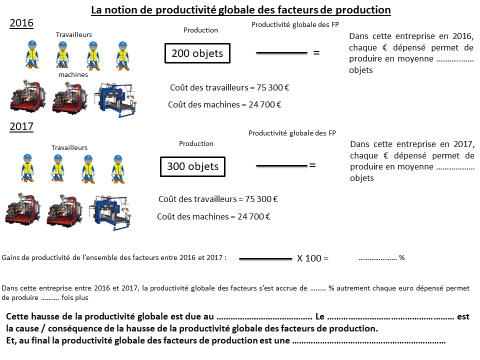 La notion de productivité globale des facteurs de production
2016
Travailleurs
machines
Production
200 objets
Productivité globale des FP
=
Coût des travailleurs = 75 300 €
Coût des machines = 24 700 €
Dans cette entreprise en 2016,
chaque € dépensé permet de
produire en moyenne ………………
objets
2017
Travailleurs
Production
300 objets
Productivité globale des FP
=
Coût des travailleurs = 75 300 €
Coût des machines = 24 700 €
Dans cette entreprise en 2017,
chaque € dépensé permet de
produire en moyenne ………………
objets
Gains de productivité de l'ensemble des facteurs entre 2016 et 2017 : X 100 = ………………… %
Dans cette entreprise entre 2016 et 2017, la productivité globale des facteurs s'est accrue de ……… % autrement chaque euro dépensé permet
de produire ……… fois plus
Cette hausse de la productivité globale est due au …………………………………. Le ……………………………………………… est
la cause / conséquence de la hausse de la productivité globale des facteurs de production.
Et, au final la productivité globale des facteurs de production est une …………………………………………………………